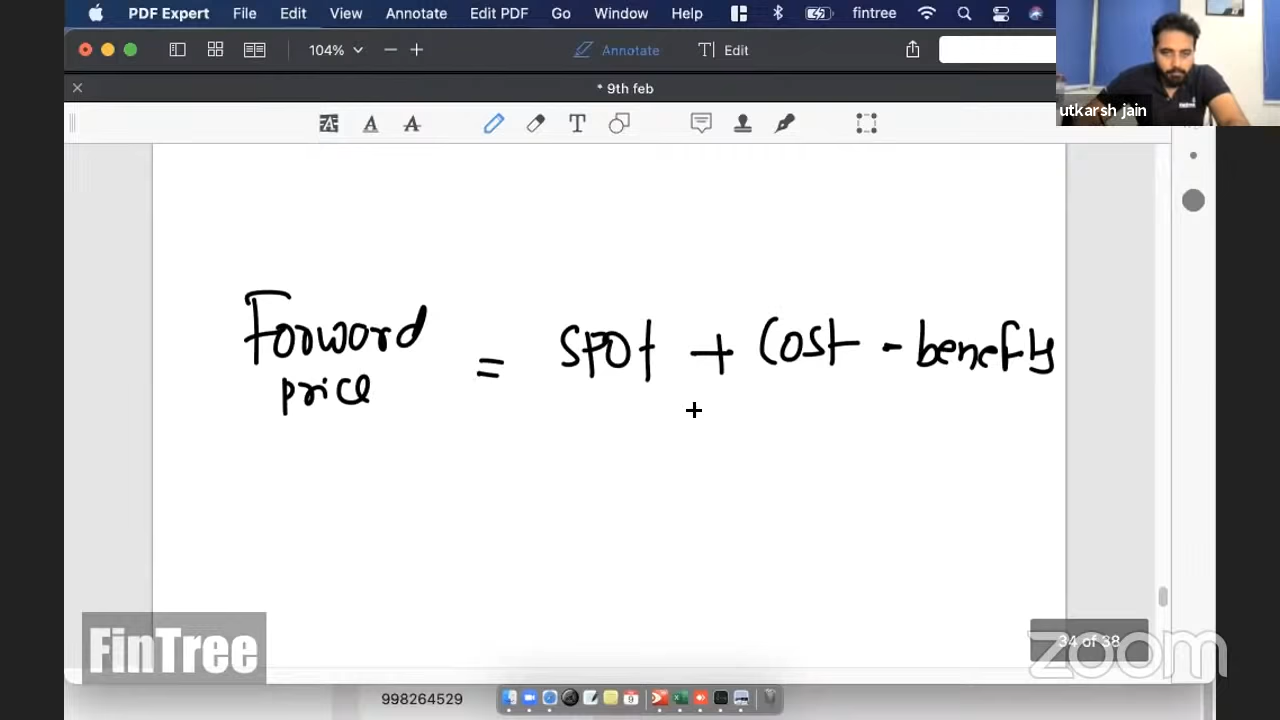 PDF Expert File Edit View Annotate Edit PDF Go Window Help fintree
104% Annotate T Edit
utkarsh jain
* 9th feb
Forward = Spot + Cost - benefits
price
FinTree
34 of 38
zoom
998264529